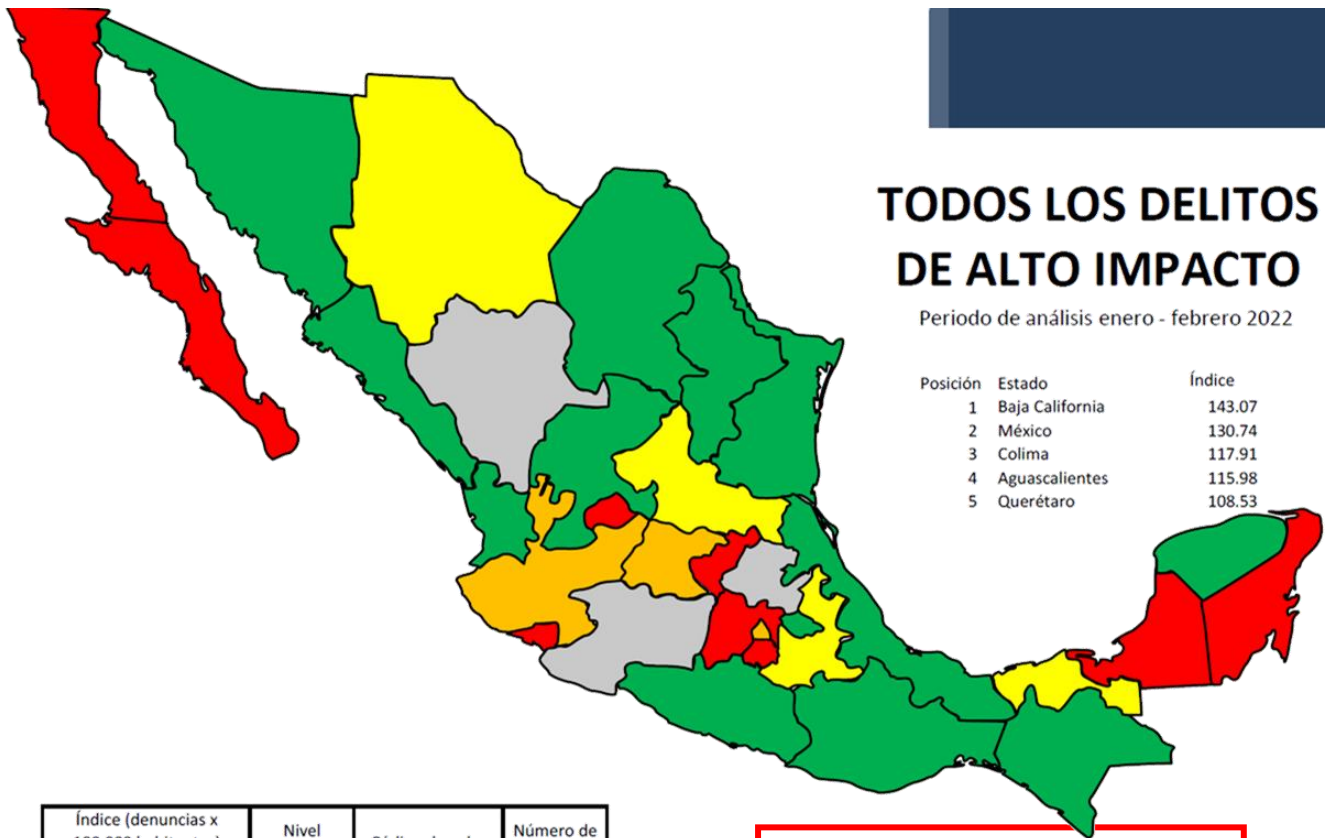 TODOS LOS DELITOS
DE ALTO IMPACTO
Periodo de análisis enero - febrero 2022
Posición Estado Índice
1 Baja California 143.07
2 México 130.74
3 Colima 117.91
4 Aguascalientes 115.98
5 Querétaro 108.53
Índice (denuncias x
Nivel Número de